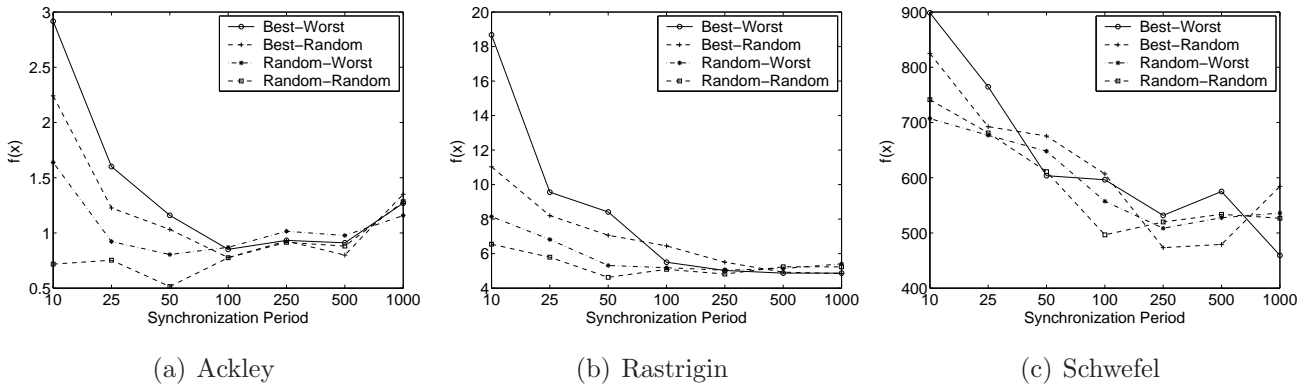 3
2.5
2
1.5
1
0.5
f(x)
10 25 50 100 250 500 1000
Synchronization Period
Best−Worst
Best−Random
Random−Worst
Random−Random
(a) Ackley
20
18
16
14
12
10
8
6
4
f(x)
10 25 50 100 250 500 1000
Synchronization Period
Best−Worst
Best−Random
Random−Worst
Random−Random
(b) Rastrigin
900
800
700
600
500
400
f(x)
10 25 50 100 250 500 1000
Synchronization Period
Best−Worst
Best−Random
Random−Worst
Random−Random
(c) Schwefel